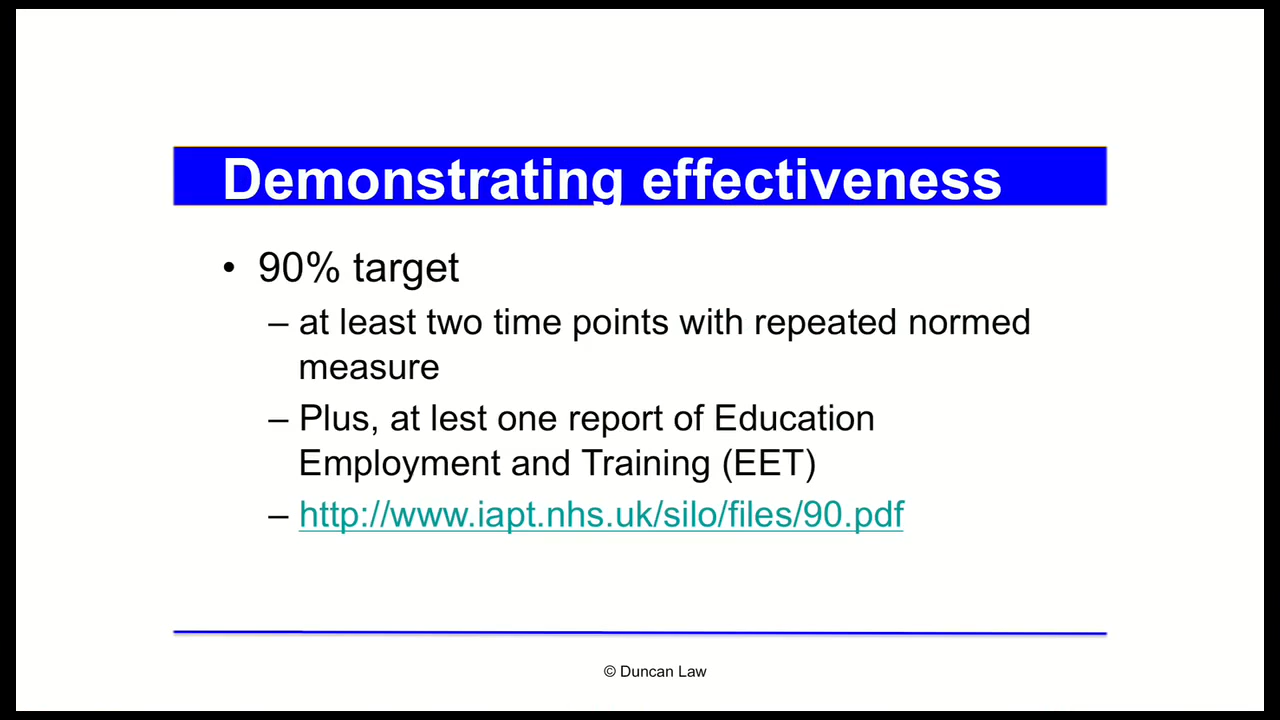 Demonstrating effectiveness
• 90% target
– at least two time points with repeated normed
measure
– Plus, at lest one report of Education
Employment and Training (EET)
– http://www.iapt.nhs.uk/silo/files/90.pdf
© Duncan Law